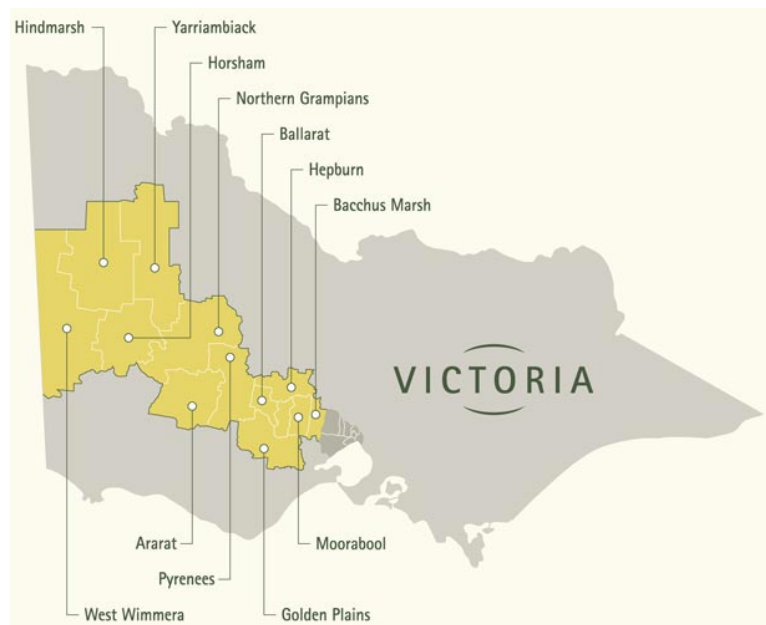 Hindmarsh
Yarriambiack
Horsham
Northern Grampians
Ballarat
Hepburn
Bacchus Marsh
VICTORIA
Ararat
Moorabool
Pyrenees
West Wimmera
Golden Plains